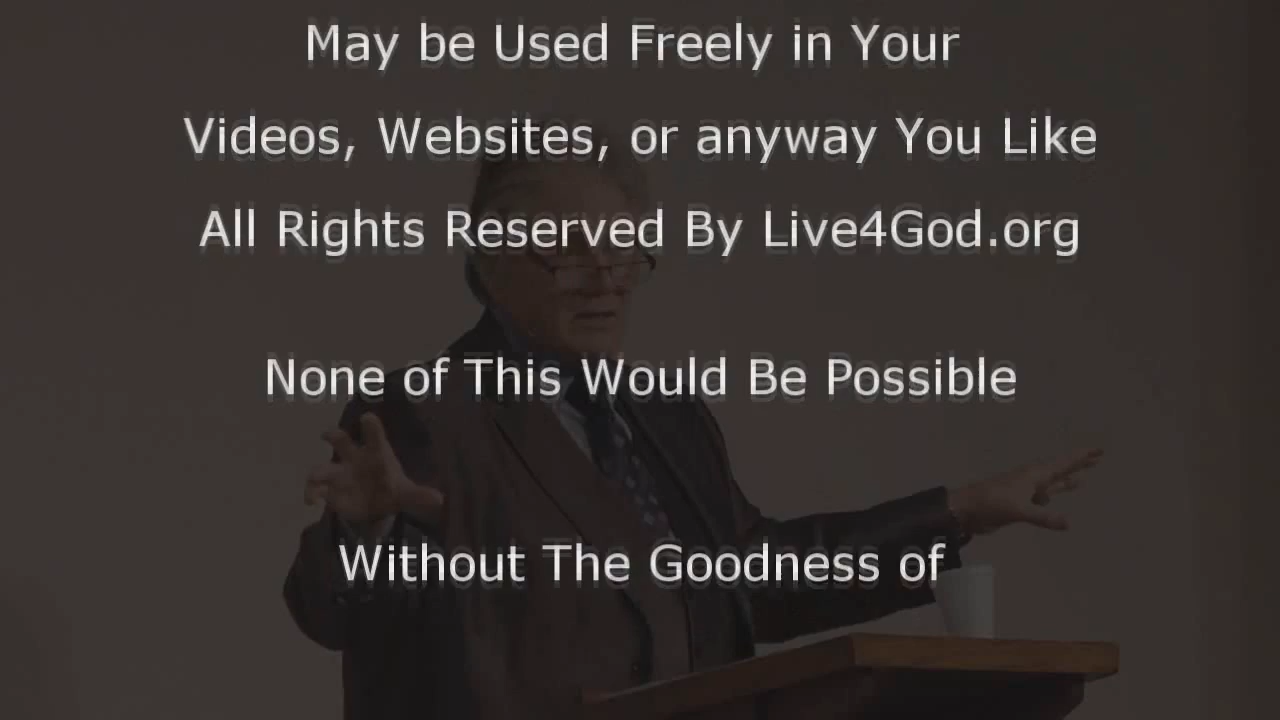 May be Used Freely in Your
Videos, Websites, or anyway You Like
All Rights Reserved By Live4God.org
None of This Would Be Possible
Without The Goodness of